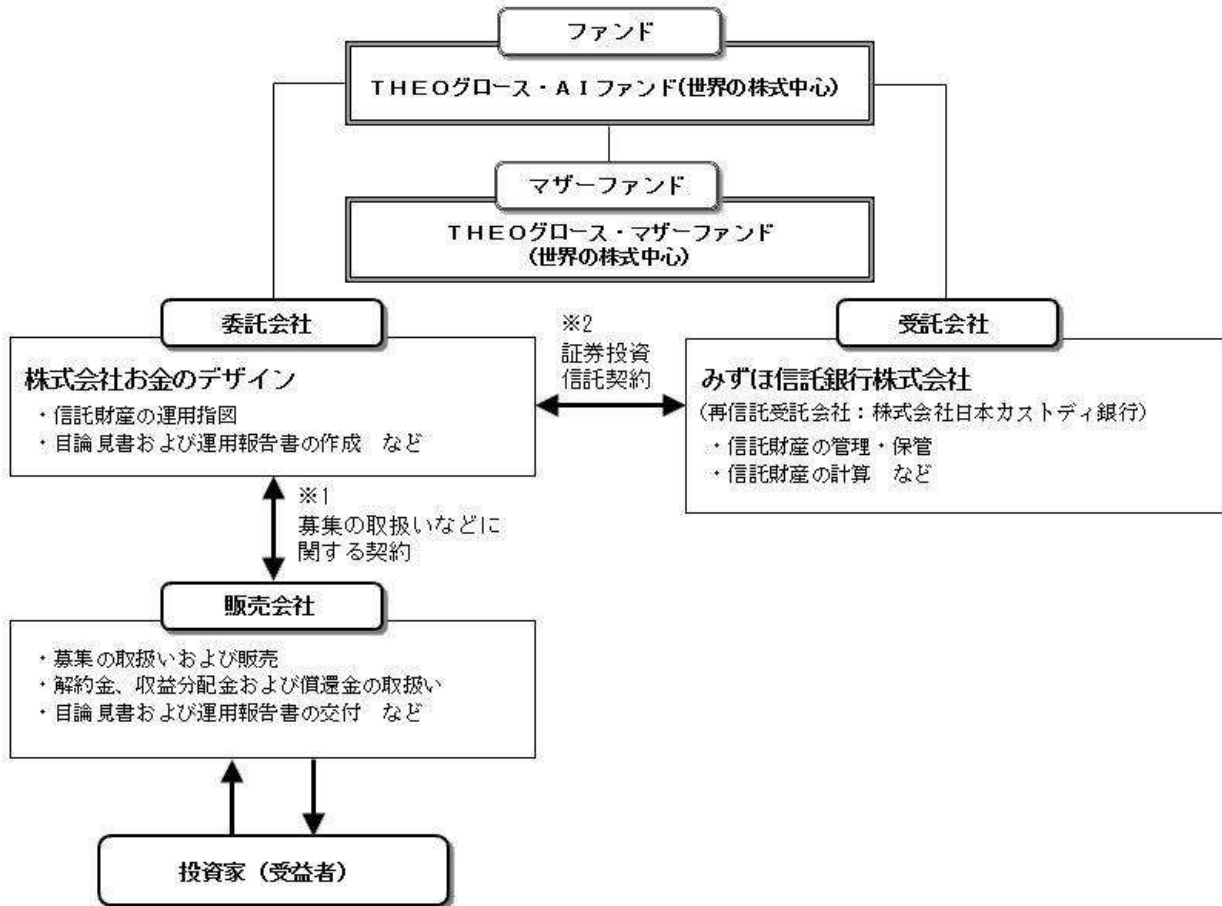 ファンド
THEOグロース・AIファンド(世界の株式中心)
マザーファンド
THEOグロース・マザーファンド
(世界の株式中心)
委託会社
株式会社お金のデザイン
・信託財産の運用指図
・目論見書および運用報告書の作成 など
※2
証券投資
信託契約
受託会社
みずほ信託銀行株式会社
(再信託受託会社:株式会社日本カストディ銀行)
・信託財産の管理・保管
・信託財産の計算 など
※1
募集の取扱いなどに
関する契約
販売会社
・募集の取扱いおよび販売
・解約金、収益分配金および償還金の取扱い
・目論見書および運用報告書の交付 など
投資家(受益者)